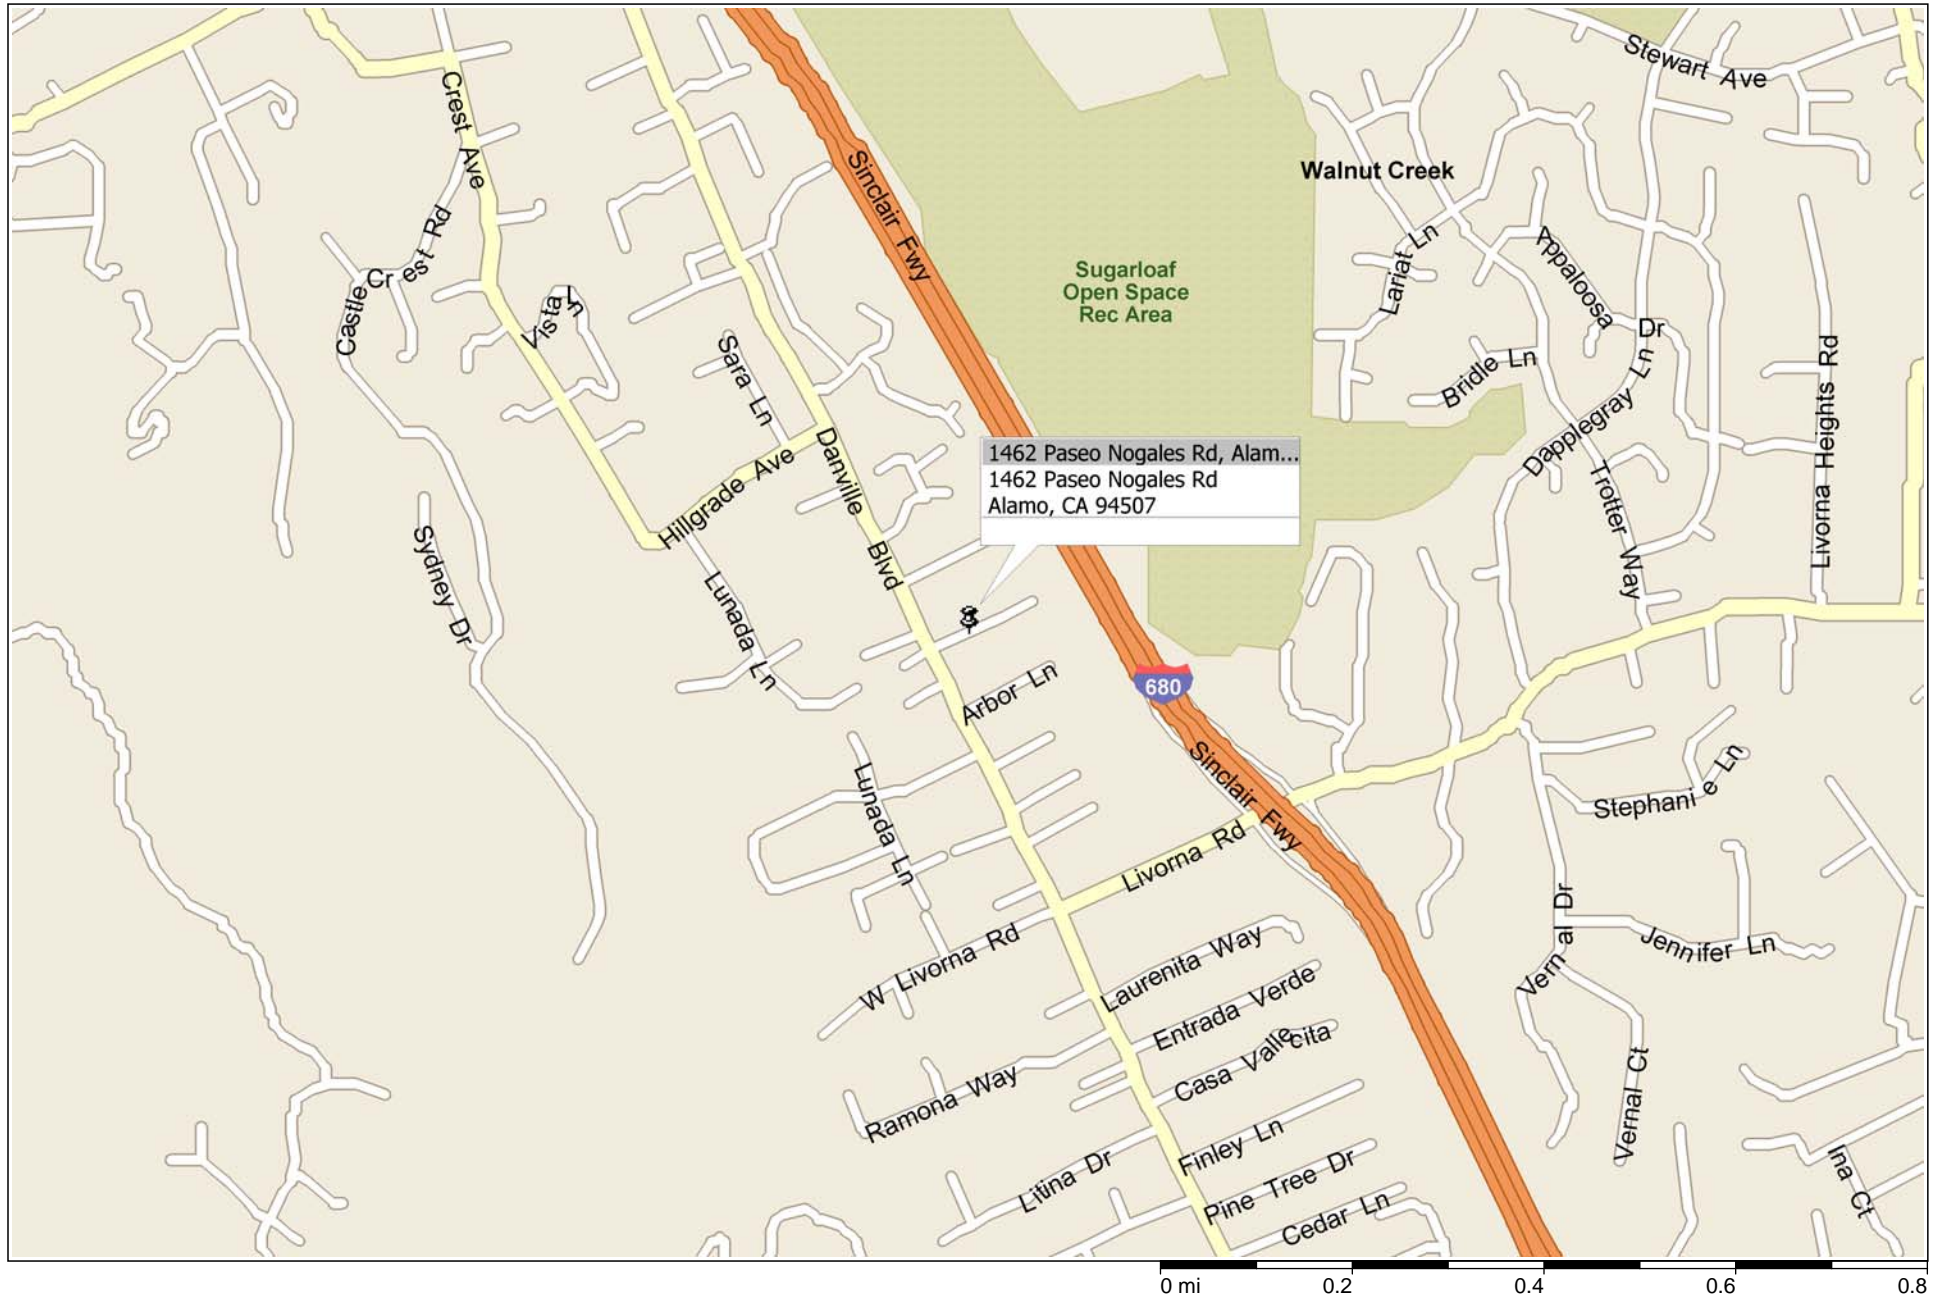 Stewart Ave
Crest Ave
Sinclair Fwy
Walnut Creek
Castle Crest Rd
Lariat Ln
Appaloosa Dr
Sugarloaf
Open Space
Rec Area
Vista Ln
Sara Ln
Bridle Ln
Dapplegray Ln
Livorna Heights Rd
Hillgrade Ave
Danville Blvd
1462 Paseo Nogales Rd, Alam...
1462 Paseo Nogales Rd
Alamo, CA 94507
Trotter Way
Sydney Dr
Lunada Ln
Arbor Ln
680
Sinclair Fwy
Lunada Ln
Stephanie Ln
Livorna Rd
W Livorna Rd
Laurenita Way
Vernal Dr
Jennifer Ln
Entrada Verde
Casa Vallecita
Ramona Way
Vernal Ct
Finley Ln
Litina Dr
Pine Tree Dr
Ina Ct
Cedar Ln
0 mi 0.2 0.4 0.6 0.8